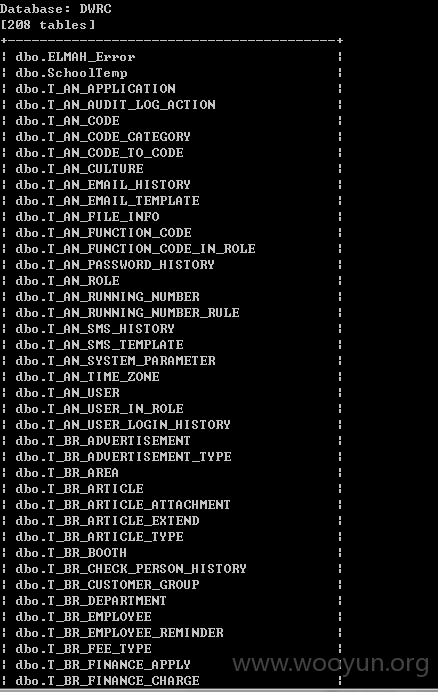 Database: DWRC
[208 tables]
+----------------------------------------+
¦ dbo.ELMAH_Error ¦
¦ dbo.SchoolTemp ¦
¦ dbo.T_AN_APPLICATION ¦
¦ dbo.T_AN_AUDIT_LOG_ACTION ¦
¦ dbo.T_AN_CODE ¦
¦ dbo.T_AN_CODE_CATEGORY ¦
¦ dbo.T_AN_CODE_TO_CODE ¦
¦ dbo.T_AN_CULTURE ¦
¦ dbo.T_AN_EMAIL_HISTORY ¦
¦ dbo.T_AN_EMAIL_TEMPLATE ¦
¦ dbo.T_AN_FILE_INFO ¦
¦ dbo.T_AN_FUNCTION_CODE ¦
¦ dbo.T_AN_FUNCTION_CODE_IN_ROLE ¦
¦ dbo.T_AN_PASSWORD_HISTORY ¦
¦ dbo.T_AN_ROLE ¦
¦ dbo.T_AN_RUNNING_NUMBER ¦
¦ dbo.T_AN_RUNNING_NUMBER_RULE ¦
¦ dbo.T_AN_SMS_HISTORY ¦
¦ dbo.T_AN_SMS_TEMPLATE ¦
¦ dbo.T_AN_SYSTEM_PARAMETER ¦
¦ dbo.T_AN_TIME_ZONE ¦
¦ dbo.T_AN_USER ¦
¦ dbo.T_AN_USER_IN_ROLE ¦
¦ dbo.T_AN_USER_LOGIN_HISTORY ¦
¦ dbo.T_BR_ADVERTISEMENT ¦
¦ dbo.T_BR_ADVERTISEMENT_TYPE ¦
¦ dbo.T_BR_AREA ¦
¦ dbo.T_BR_ARTICLE ¦
¦ dbo.T_BR_ARTICLE_ATTACHMENT ¦
¦ dbo.T_BR_ARTICLE_EXTEND ¦
¦ dbo.T_BR_ARTICLE_TYPE ¦
¦ dbo.T_BR_BOOTH ¦
¦ dbo.T_BR_CHECK_PERSON_HISTORY ¦
¦ dbo.T_BR_CUSTOMER_GROUP ¦
¦ dbo.T_BR_DEPARTMENT ¦
¦ dbo.T_BR_EMPLOYEE ¦
¦ dbo.T_BR_EMPLOYEE_REMINDER ¦
¦ dbo.T_BR_FEE_TYPE ¦
¦ dbo.T_BR_FINANCE_APPLY ¦
¦ dbo.T_BR_FINANCE_CHARGE ¦
www.wooyun.org